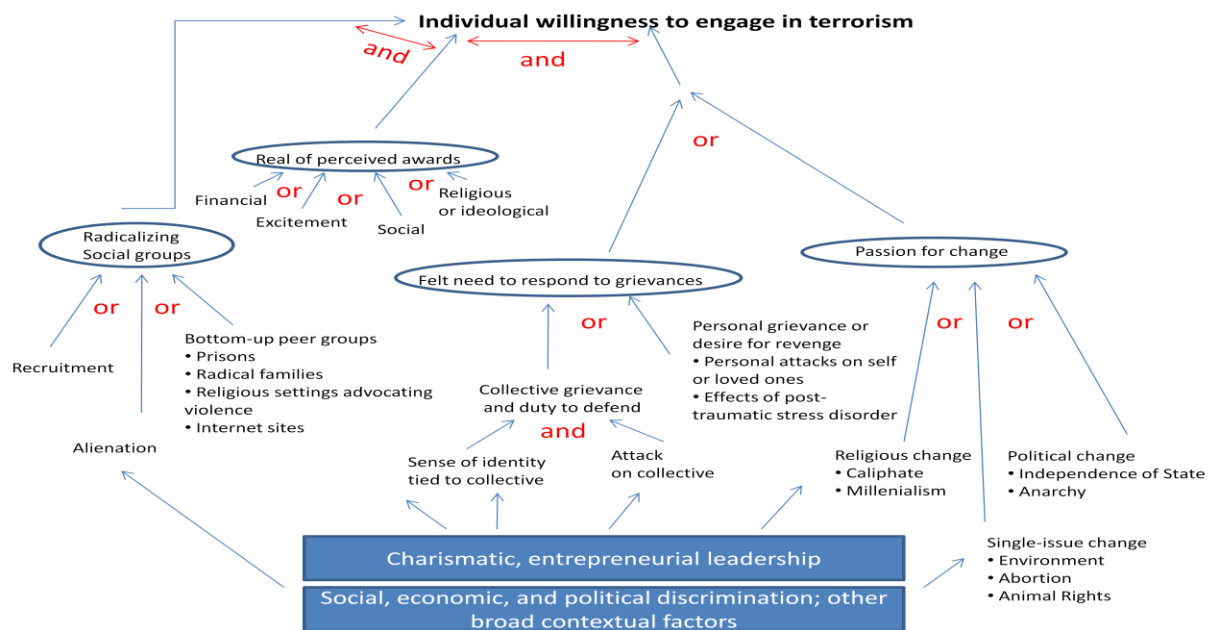 Individual willingness to engage in terrorism
and
and
or
Real of perceived awards
Financial
or
Excitement
or
Social
or
Religious
or ideological
Radicalizing
Social groups
Felt need to respond to grievances
Passion for change
or
or
Recruitment
Bottom-up peer groups
• Prisons
• Radical families
• Religious settings advocating
violence
• Internet sites
Alienation
or
Personal grievance or
desire for revenge
• Personal attacks on self
or loved ones
• Effects of post-
traumatic stress disorder
Collective grievance
and duty to defend
and
Sense of identity
tied to collective
Attack
on collective
or
or
Religious change
• Caliphate
• Millenialism
Political change
• Independence of State
• Anarchy
Single-issue change
• Environment
• Abortion
• Animal Rights
Charismatic, entrepreneurial leadership
Social, economic, and political discrimination; other
broad contextual factors